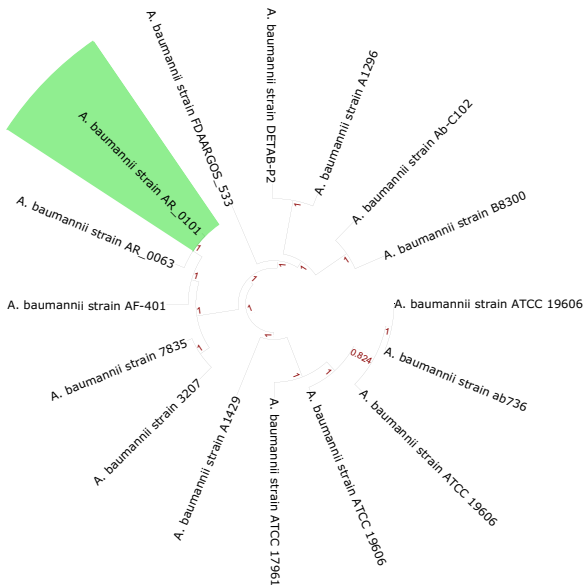 A. baumannii strain DETAB-P2
A. baumannii strain A1296
A. baumannii strain Ab-C102
A. baumannii strain B8300
A. baumannii strain ATCC 19606
A. baumannii strain ab736
A. baumannii strain ATCC 19606
A. baumannii strain ATCC 19606
A. baumannii strain ATCC 17961
A. baumannii strain A1429
A. baumannii strain 3207
A. baumannii strain 7835
A. baumannii strain AF-401
A. baumannii strain AR_0063
A. baumannii strain AR_0101
A. baumannii strain FDAARGOS_533
1
1
1
1
1
0.824
1
1
1
1
1
1
1
1
1